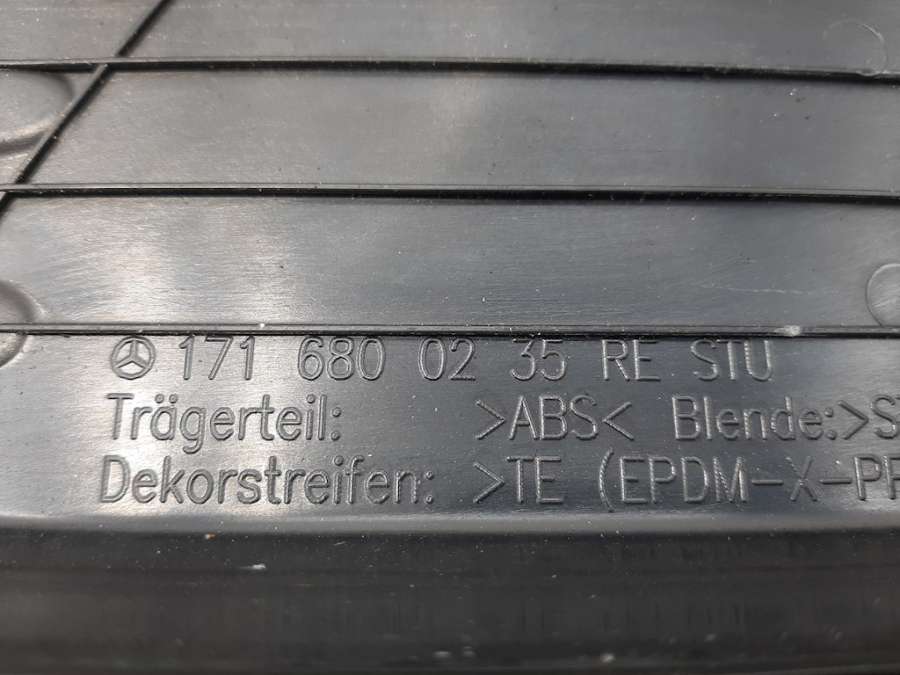 171 680 02 35 RE STU
Trägerteil: >ABS< Blende:>S
Dekorstreifen: >TE (EPDM-X-PP